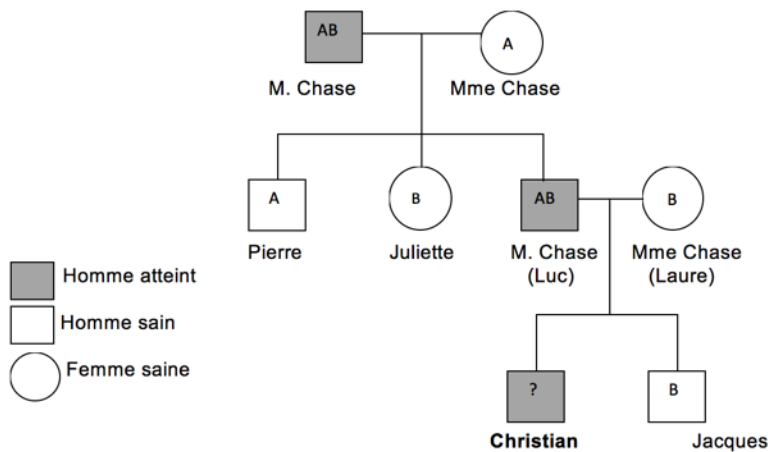 AB
A
M. Chase
Mme Chase
A
B
AB
B
Pierre
Juliette
M. Chase
(Luc)
Mme Chase
(Laure)
Homme atteint
Homme sain
Femme saine
?
B
Christian
Jacques